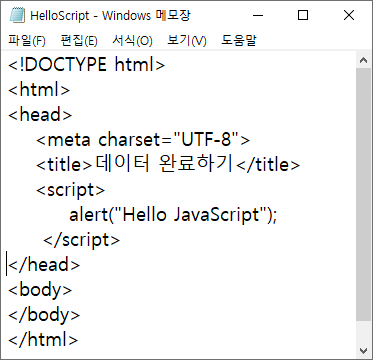 HelloScript - Windows 메모장
파일(F) 편집(E) 서식(O) 보기(V) 도움말
<!DOCTYPE html>
<html>
<head>
<meta charset="UTF-8">
<title>데이터 완료하기</title>
<script>
alert("Hello JavaScript");
</script>
</head>
<body>
</body>
</html>